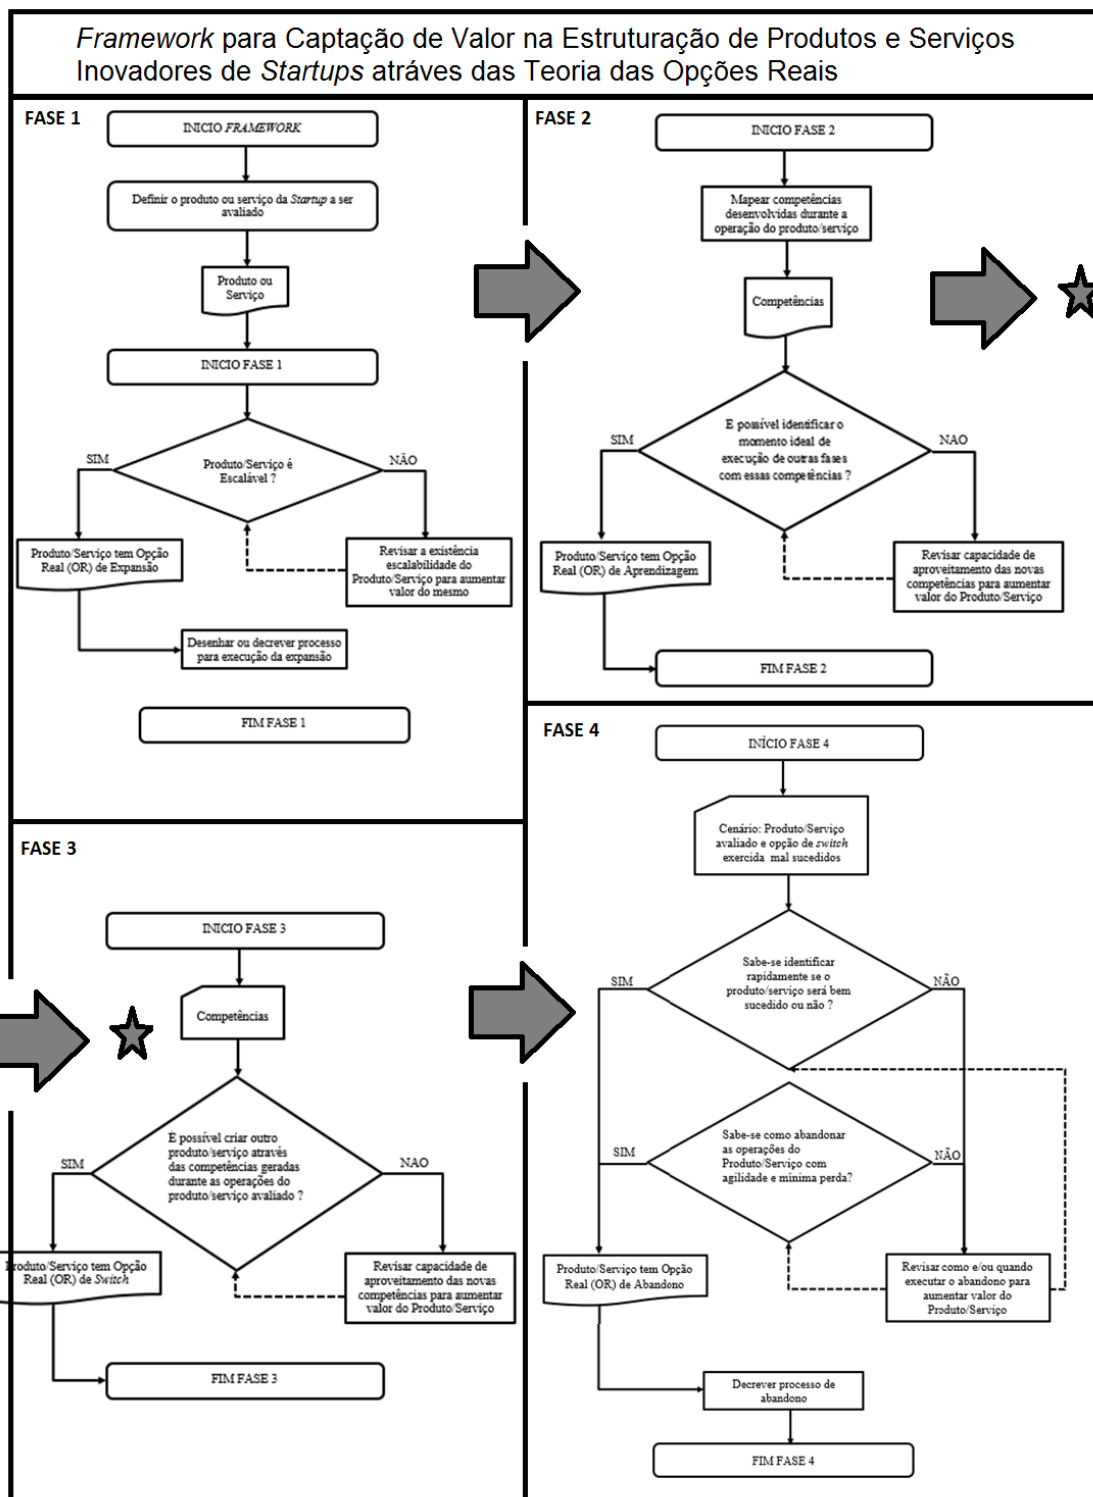 Framework para Captação de Valor na Estruturação de Produtos e Serviços
Inovadores de Startups atráves das Teoria das Opções Reais
FASE 1
INICIO FRAMEWORK
Definir o produto ou serviço da Startup a ser
avaliado
Produto ou
Serviço
INICIO FASE 1
Produto/Serviço é
Escalável ?
SIM
NÃO
Produto/Serviço tem Opção
Real (OR) de Expansão
Revisar a existência
escalabilidade do
Produto/Serviço para aumentar
valor do mesmo
Desenhar ou decrever processo
para execução da expansão
FIM FASE 1
FASE 2
INICIO FASE 2
Mapear competências
desenvolvidas durante a
operação do produto/serviço
Competências
É possível identificar o
momento ideal de
execução de outras fases
com essas competências ?
SIM
NAO
Produto/Serviço tem Opção
Real (OR) de Aprendizagem
Revisar capacidade de
aproveitamento das novas
competências para aumentar
valor do Produto/Serviço
FIM FASE 2
FASE 3
INICIO FASE 3
Competências
É possível criar outro
produto/serviço através
das competências geradas
durante as operações do
produto/serviço avaliado ?
SIM
NAO
Produto/Serviço tem Opção
Real (OR) de Switch
Revisar capacidade de
aproveitamento das novas
competências para aumentar
valor do Produto/Serviço
FIM FASE 3
FASE 4
INÍCIO FASE 4
Cenário: Produto/Serviço
avaliado e opção de switch
exercida mal sucedidos
Sabe-se identificar
rapidamente se o
produto/serviço será bem
sucedido ou não ?
SIM
NÃO
Sabe-se como abandonar
as operações do
Produto/Serviço com
agilidade e mínima perda?
SIM
NÃO
Produto/Serviço tem Opção
Real (OR) de Abandono
Revisar como e/ou quando
executar o abandono para
aumentar valor do
Produto/Serviço
Decrever processo de
abandono
FIM FASE 4